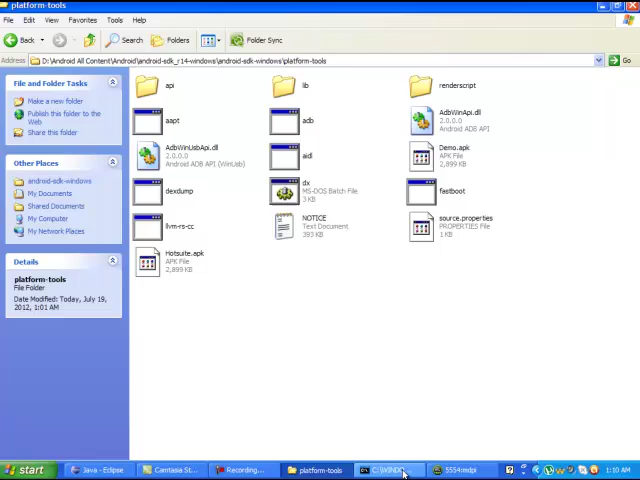 platform-tools
File Edit View Favorites Tools Help
Back Search Folders Folder Sync
Address D:\Android All Content\Android\android-sdk_r14-windows\android-sdk-windows\platform-tools Go
File and Folder Tasks
Make a new folder
Publish this folder to the
Web
Share this folder
Other Places
android-sdk-windows
My Documents
Shared Documents
My Computer
My Network Places
Details
platform-tools
File Folder
Date Modified: Today, July 19,
2012, 1:01 AM
api
lib
renderscript
aapt
adb
AdbWinApi.dll
2.0.0.0
Android ADB API
AdbWinUsbApi.dll
2.0.0.0
Android ADB API (WinUsb)
aidl
Demo.apk
APK File
2,899 KB
dexdump
dx
MS-DOS Batch File
3 KB
fastboot
llvm-rs-cc
NOTICE
Text Document
393 KB
source.properties
PROPERTIES File
1 KB
Hotsuite.apk
APK File
2,899 KB
start Java - Eclipse Camtasia St... Recording... platform-tools C:\WINDO... 5554:mdpi 1:10 AM